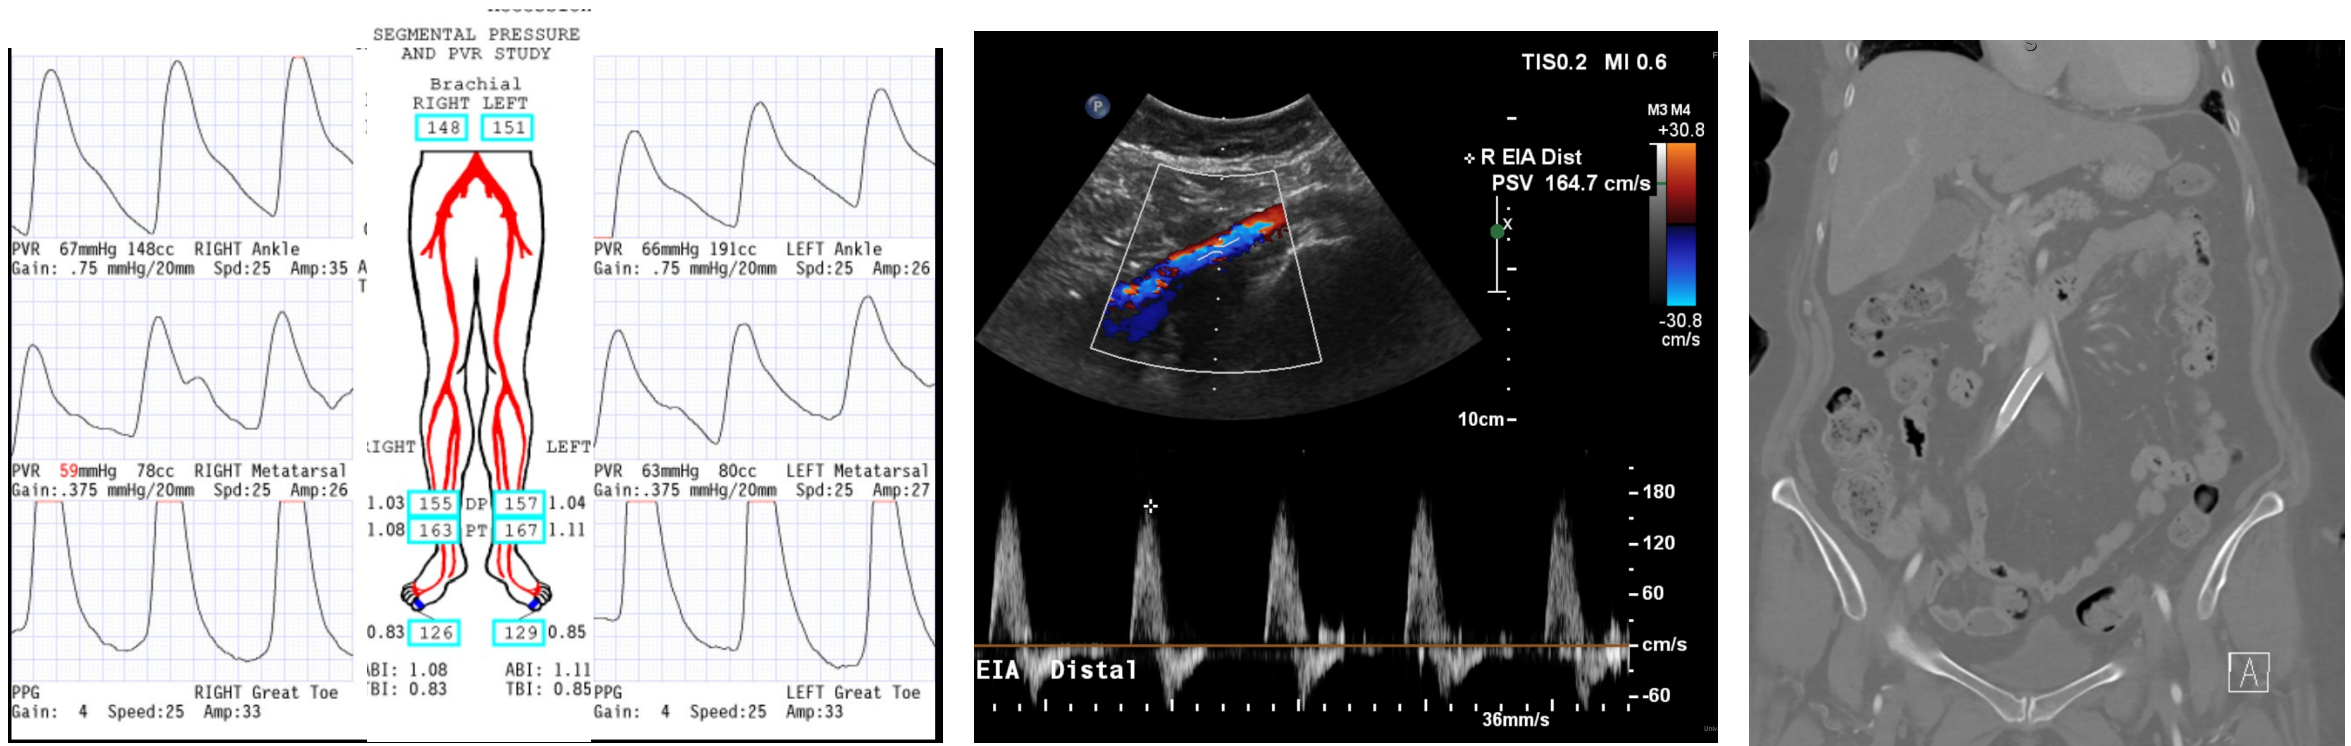 SEGMENTAL PRESSURE
AND PVR STUDY
Brachial
RIGHT LEFT
148 151
PVR 67mmHg 148cc RIGHT Ankle
Gain: .75 mmHg/20mm Spd:25 Amp:35
PVR 59mmHg 78cc RIGHT Metatarsal
Gain:.375 mmHg/20mm Spd:25 Amp:26
PPG RIGHT Great Toe
Gain: 4 Speed:25 Amp:33
RIGHT LEFT
1.03 155 DP 157 1.04
1.08 163 PT 167 1.11
0.83 126 129 0.85
ABI: 1.08 ABI: 1.11
TBI: 0.83 TBI: 0.85
PVR 66mmHg 191cc LEFT Ankle
Gain: .75 mmHg/20mm Spd:25 Amp:26
PVR 63mmHg 80cc LEFT Metatarsal
Gain:.375 mmHg/20mm Spd:25 Amp:27
PPG LEFT Great Toe
Gain: 4 Speed:25 Amp:33
TIS0.2 MI 0.6
P
M3 M4
+30.8
R EIA Dist
PSV 164.7 cm/s
x
-30.8
cm/s
10cm
180
120
60
cm/s
-60
EIA Distal
36mm/s
S
A